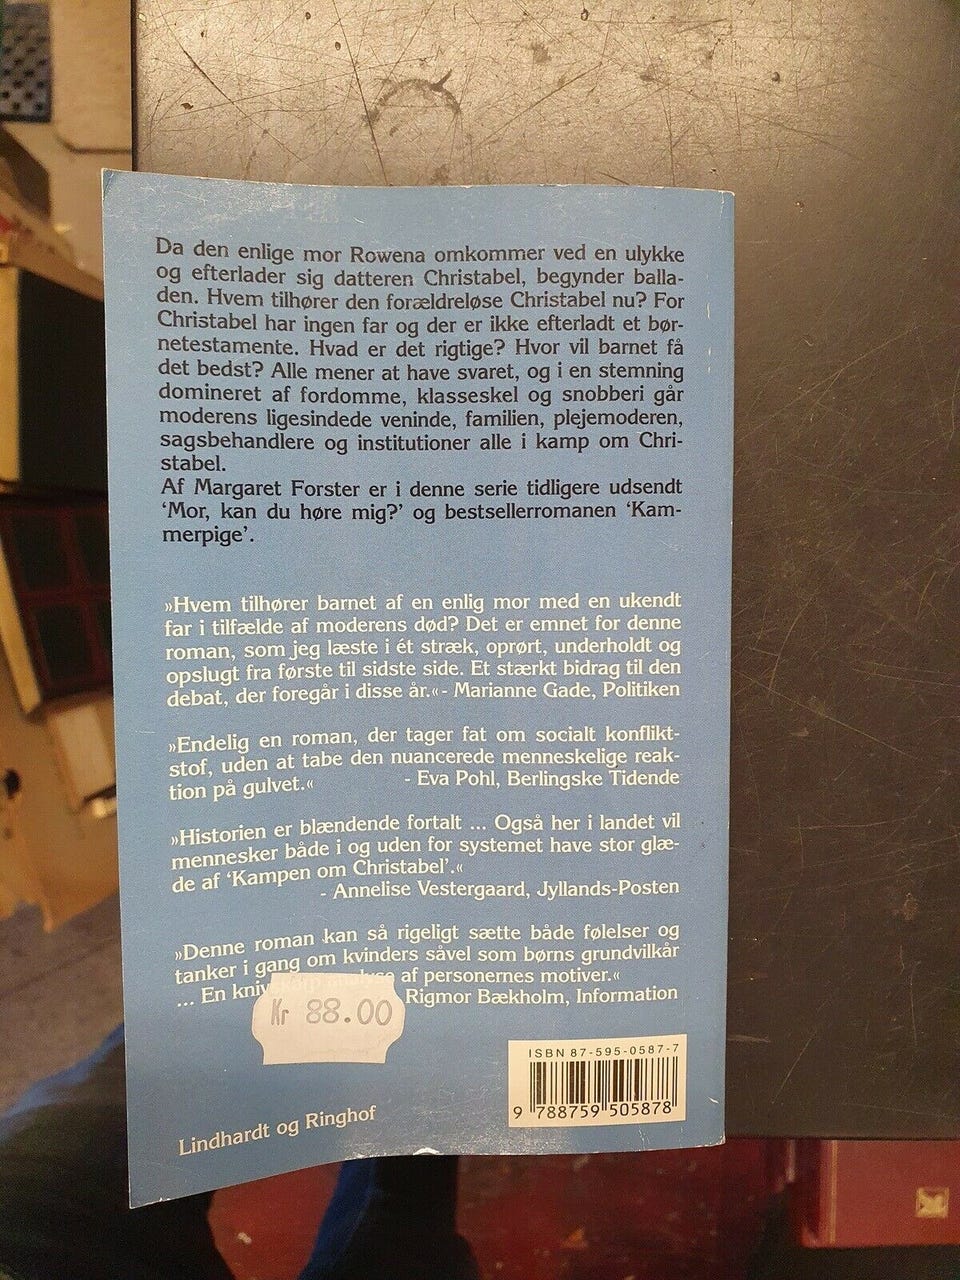 Da den enlige mor Rowena omkommer ved en ulykke
og efterlader sig datteren Christabel, begynder balla-
den. Hvem tilhører den forældreløse Christabel nu? For
Christabel har ingen far og der er ikke efterladt et bør-
netestamente. Hvad er det rigtige? Hvor vil barnet få
det bedst? Alle mener at have svaret, og i en stemning
domineret af fordomme, klasseskel og snobberi går
moderens ligesindede veninde, familien, plejemoderen,
sagsbehandlere og institutioner alle i kamp om Chri-
stabel.
Af Margaret Forster er i denne serie tidligere udsendt
‘Mor, kan du høre mig?’ og bestsellerromanen ‘Kam-
merpige’.
»Hvem tilhører barnet af en enlig mor med en ukendt
far i tilfælde af moderens død? Det er emnet for denne
roman, som jeg læste i ét stræk, oprørt, underholdt og
opslugt fra første til sidste side. Et stærkt bidrag til den
debat, der foregår i disse år.« - Marianne Gade, Politiken
»Endelig en roman, der tager fat om socialt konflikt-
stof, uden at tabe den nuancerede menneskelige reak-
tion på gulvet.« - Eva Pohl, Berlingske Tidende
»Historien er blændende fortalt ... Også her i landet vil
mennesker både i og uden for systemet have stor glæ-
de af ‘Kampen om Christabel’.«
- Annelise Vestergaard, Jyllands-Posten
»Denne roman kan så rigeligt sætte både følelser og
tanker i gang om kvinders såvel som børns grundvilkår
... En knivskarp analyse af personernes motiver.«
Rigmor Bækholm, Information
Kr 88.00
ISBN 87-595-0587-7
9 788759 505878
Lindhardt og Ringhof